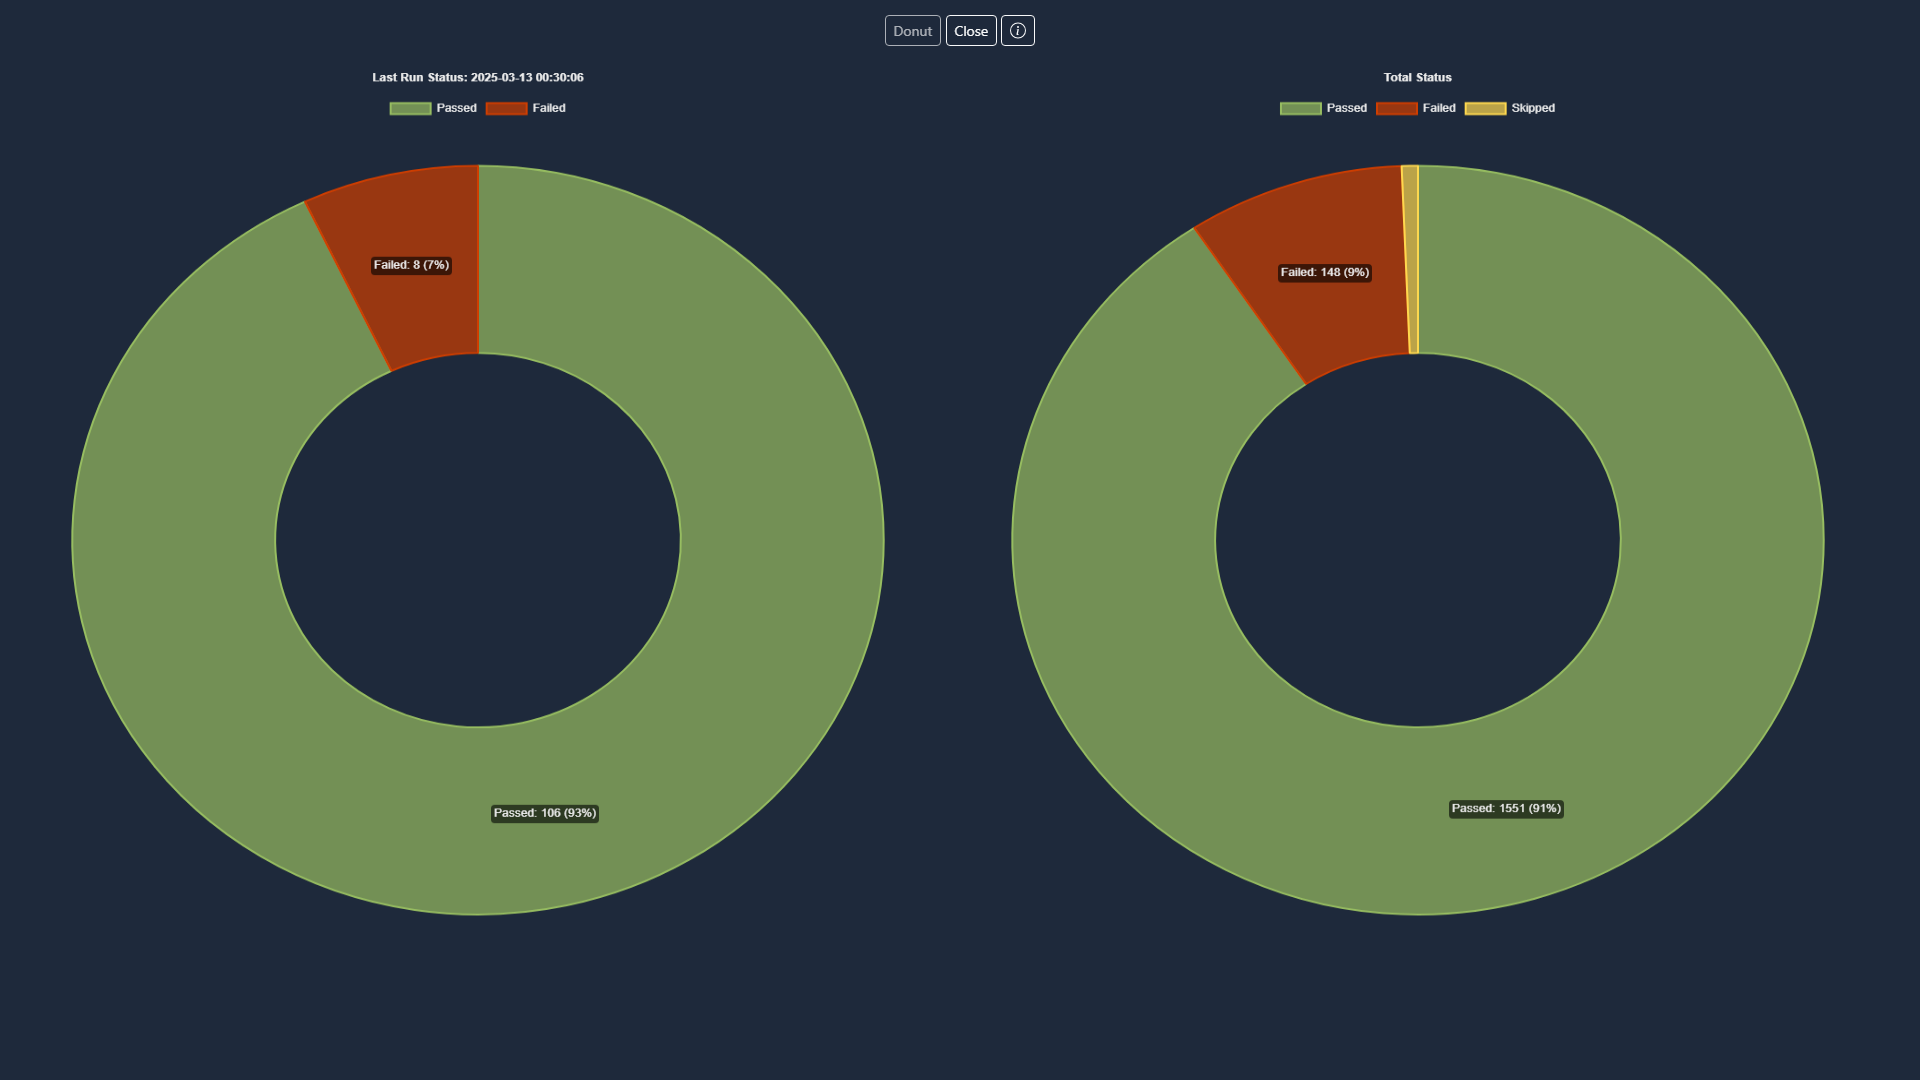 Donut Close
Last Run Status: 2025-03-13 00:30:06
Passed Failed
Failed: 8 (7%)
Passed: 106 (93%)
Total Status
Passed Failed Skipped
Failed: 148 (9%)
Passed: 1551 (91%)